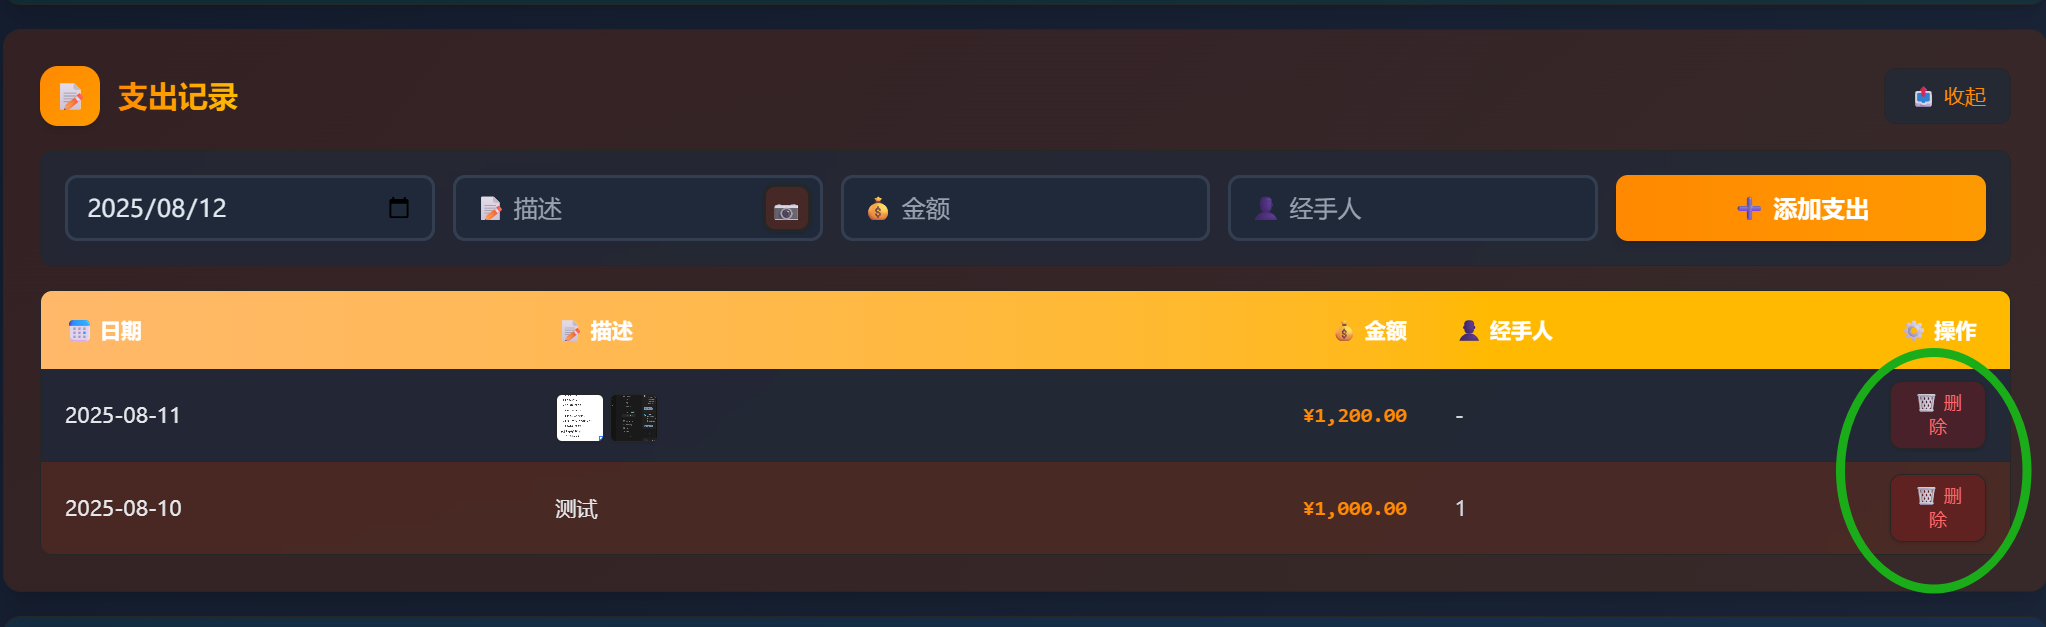 支出记录
收起
2025/08/12
描述
金额
经手人
添加支出
日期 描述 金额 经手人 操作
2025-08-11 ¥1,200.00 - 删
除
2025-08-10 测试 ¥1,000.00 1 删
除